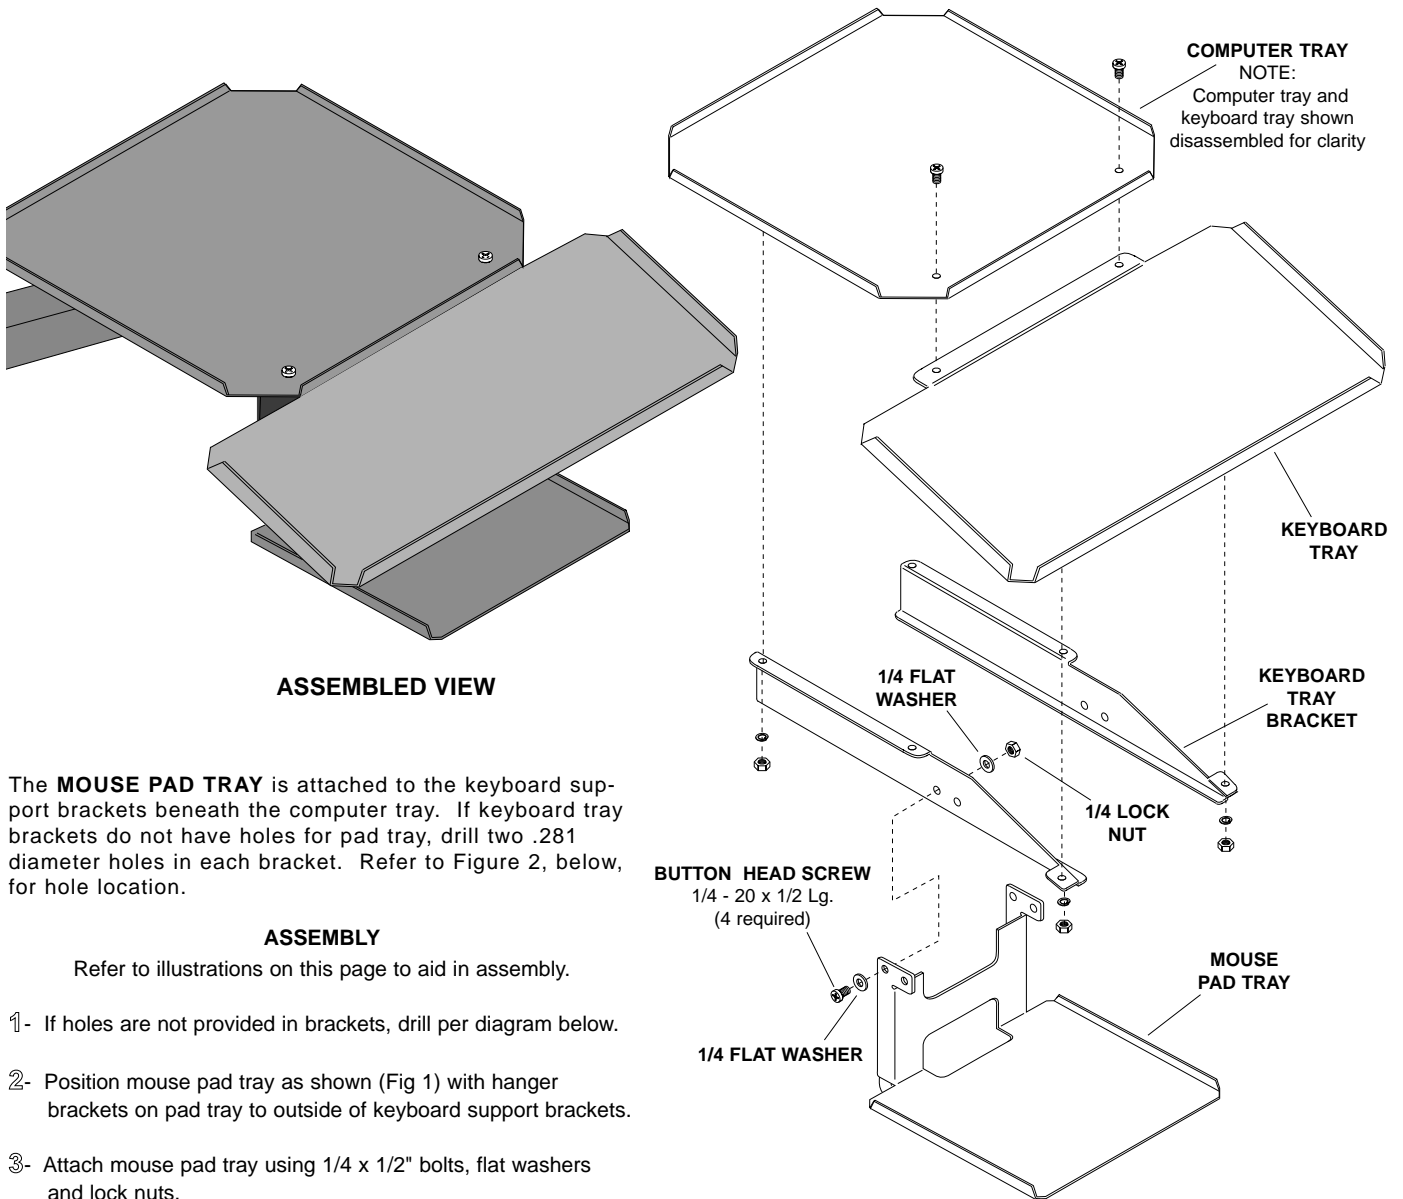 COMPUTER TRAY
NOTE:
Computer tray and
keyboard tray shown
disassembled for clarity
KEYBOARD
TRAY
ASSEMBLED VIEW
1/4 FLAT
WASHER
KEYBOARD
TRAY
BRACKET
1/4 LOCK
NUT
The MOUSE PAD TRAY is attached to the keyboard sup-
port brackets beneath the computer tray.  If keyboard tray
brackets do not have holes for pad tray, drill two .281
diameter holes in each bracket.  Refer to Figure 2, below,
for hole location.
BUTTON  HEAD SCREW
1/4 - 20 x 1/2 Lg.
(4 required)
ASSEMBLY
Refer to illustrations on this page to aid in assembly.
MOUSE
PAD TRAY
1/4 FLAT WASHER
1-  If holes are not provided in brackets, drill per diagram below.
2-  Position mouse pad tray as shown (Fig 1) with hanger
brackets on pad tray to outside of keyboard support brackets.
3-  Attach mouse pad tray using 1/4 x 1/2" bolts, flat washers
and lock nuts.